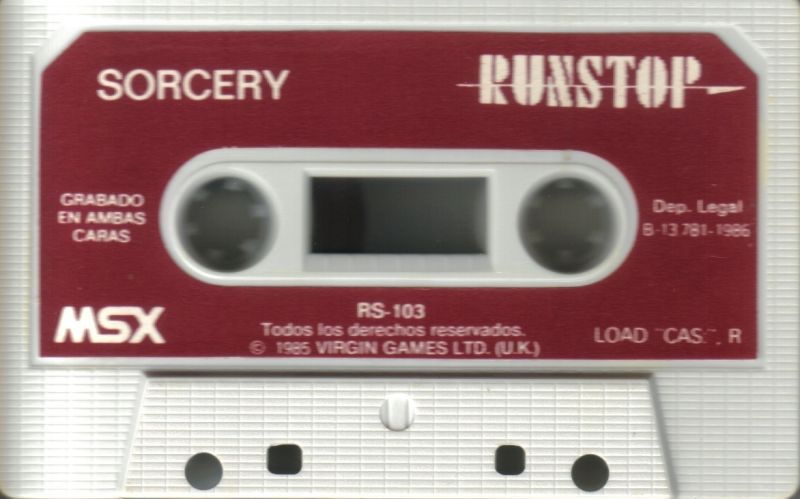 SORCERY
RUNSTOP
GRABADO
EN AMBAS
CARAS
Dep. Legal
B-13.781-1986
MSX
RS-103
Todos los derechos reservados.
© 1985 VIRGIN GAMES LTD. (U.K.)
LOAD "CAS:", R